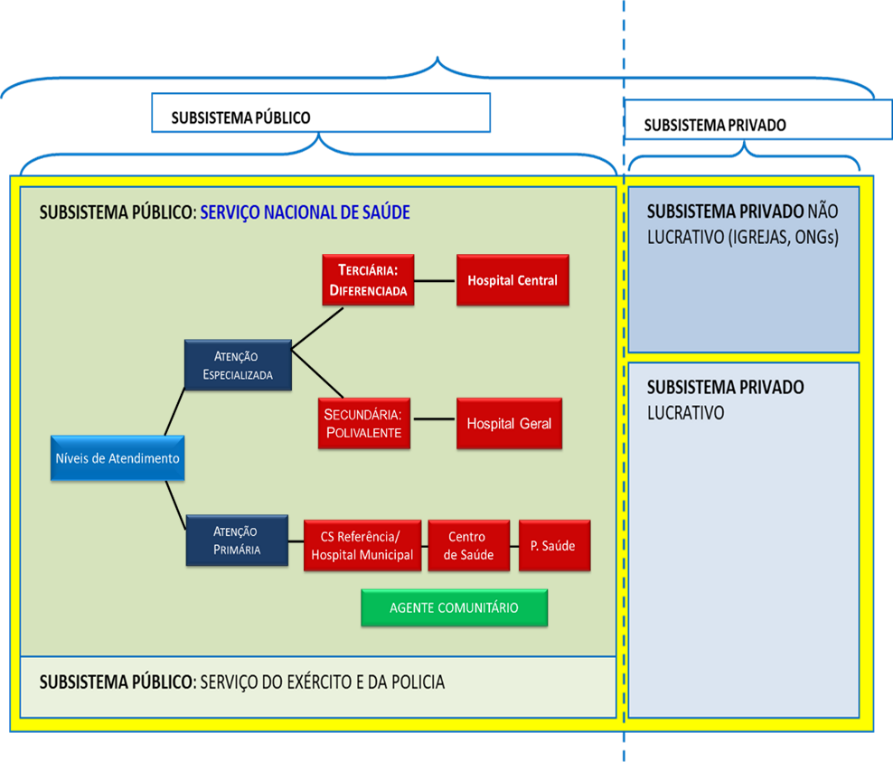 SUBSISTEMA PÚBLICO
SUBSISTEMA PRIVADO
SUBSISTEMA PÚBLICO: SERVIÇO NACIONAL DE SAÚDE
SUBSISTEMA PRIVADO NÃO
LUCRATIVO (IGREJAS, ONGs)
TERCIÁRIA:
DIFERENCIADA
Hospital Central
ATENÇÃO
ESPECIALIZADA
SUBSISTEMA PRIVADO
LUCRATIVO
SECUNDÁRIA:
POLIVALENTE
Hospital Geral
Níveis de Atendimento
ATENÇÃO
PRIMÁRIA
CS Referência/
Hospital Municipal
Centro
de Saúde
P. Saúde
AGENTE COMUNITÁRIO
SUBSISTEMA PÚBLICO: SERVIÇO DO EXÉRCITO E DA POLICIA